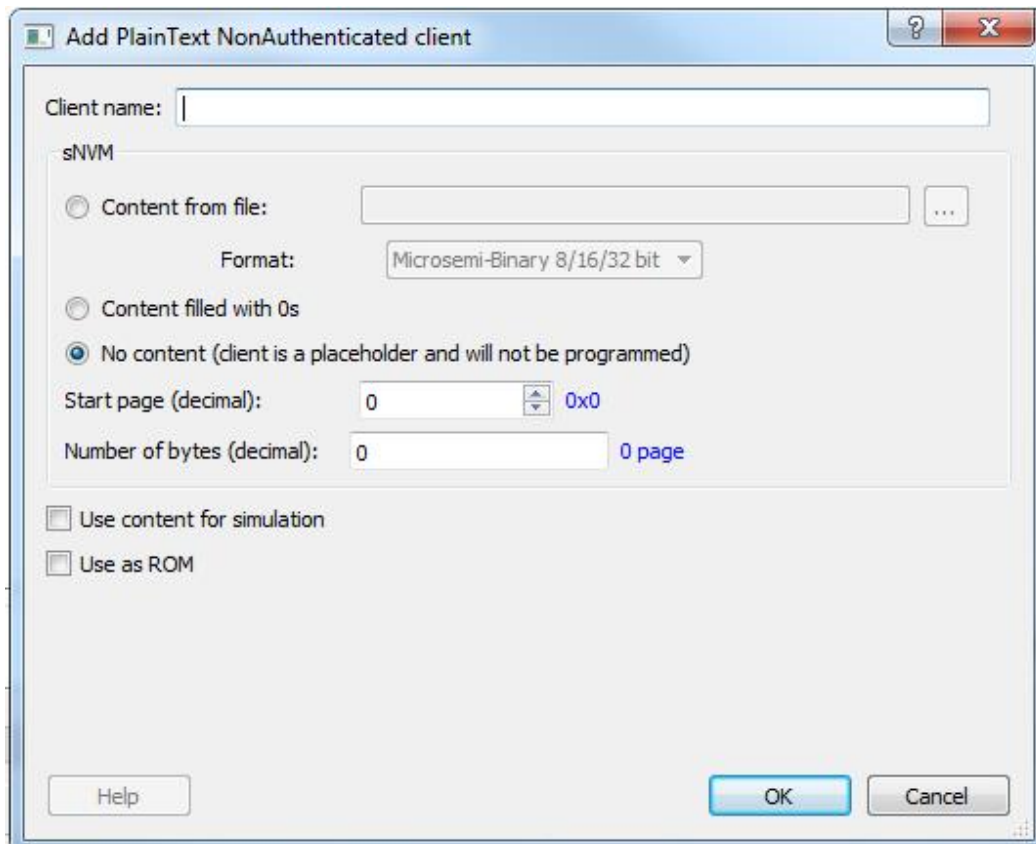 Add PlainText NonAuthenticated client
?
X
Client name:
sNVM
Content from file:
...
Format: Microsemi-Binary 8/16/32 bit
Content filled with 0s
No content (client is a placeholder and will not be programmed)
Start page (decimal): 0 0x0
Number of bytes (decimal): 0 0 page
Use content for simulation
Use as ROM
Help OK Cancel